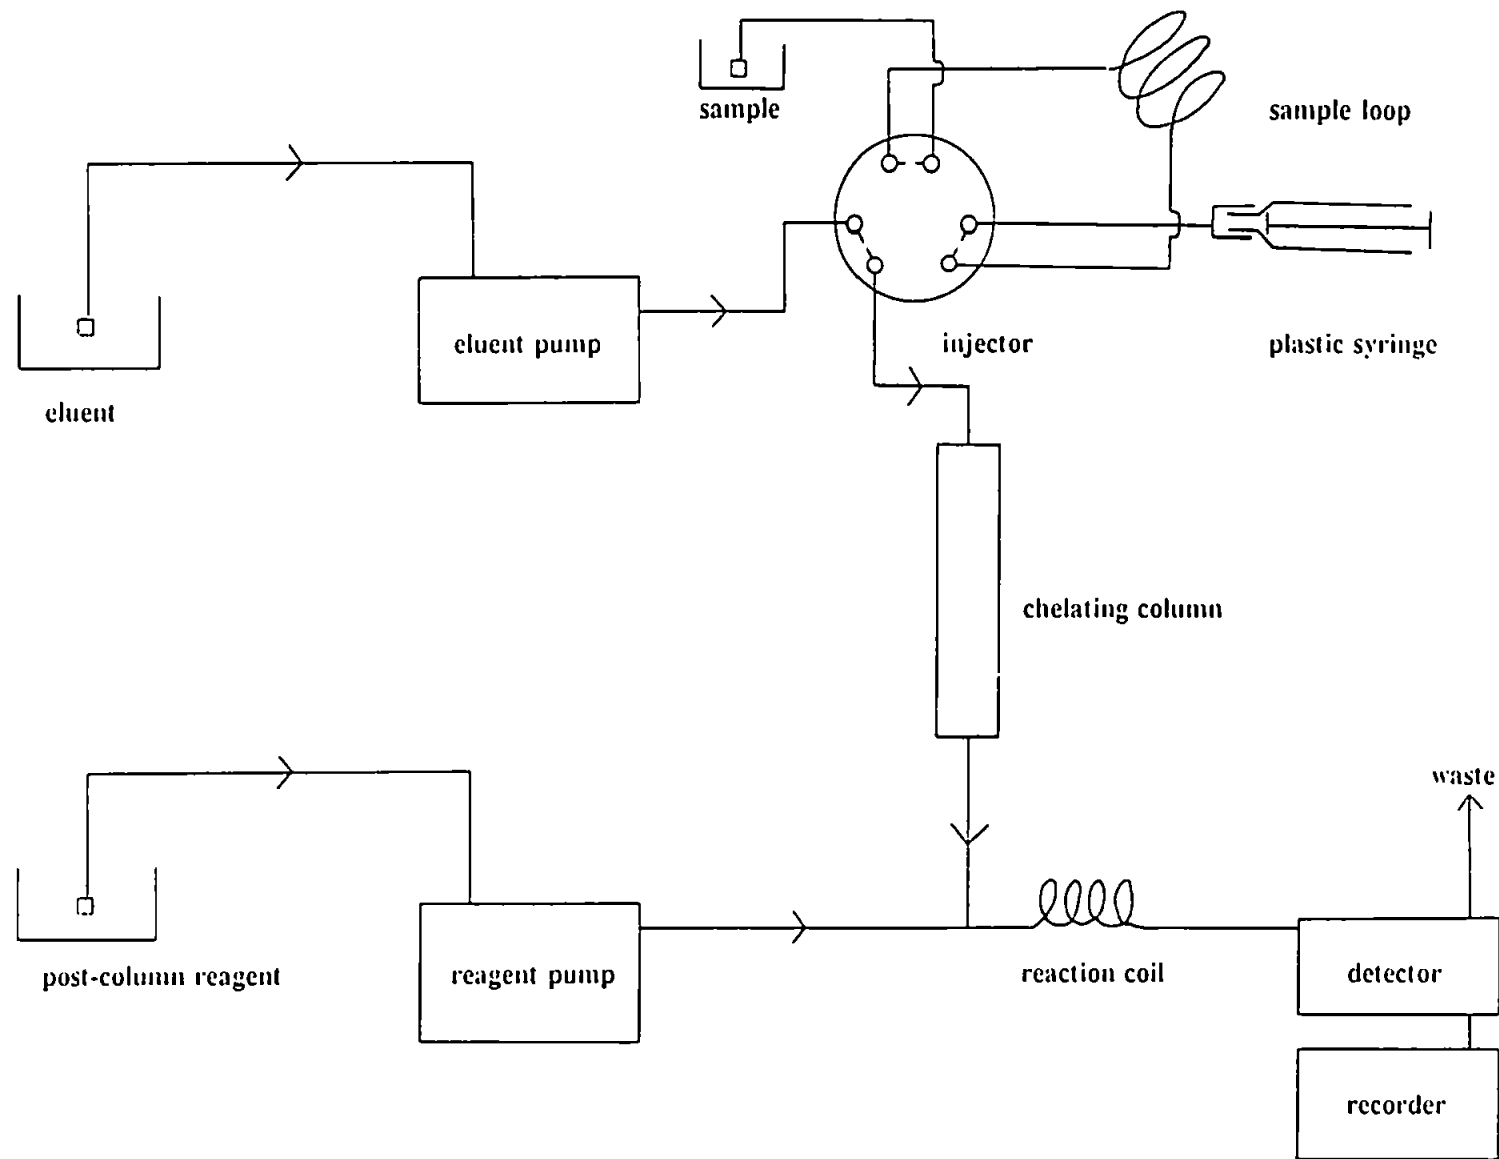 sample
sample loop
eluent pump
injector
plastic syringe
eluent
chelating column
waste
post-column reagent
reagent pump
reaction coil
detector
recorder